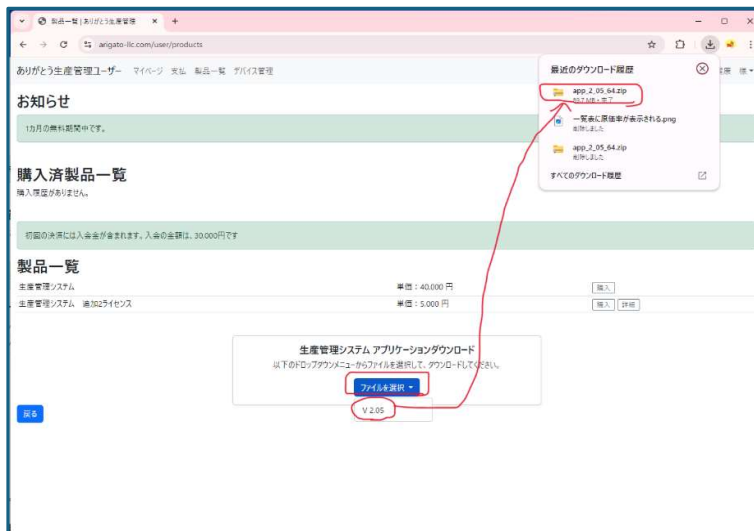 製品一覧 | ありがとう生産管理
arigato-llc.com/user/products
ありがとう生産管理ユーザー マイページ 支払 製品一覧 デバイス管理
様
お知らせ
1カ月の無料期間中です。
購入済製品一覧
購入履歴がありません。
初回の決済には入会金が含まれます。入会の金額は、30,000円です
製品一覧
生産管理システム 単価：40,000 円 購入
生産管理システム 追加2ライセンス 単価：5,000 円 購入 詳細
生産管理システム アプリケーションダウンロード
以下のドロップダウンメニューからファイルを選択して、ダウンロードしてください。
ファイルを選択
V 2.05
戻る
最近のダウンロード履歴
app_2_05_64.zip
MB・完了
一覧表に原価率が表示される.png
削除しました
app_2_05_64.zip
削除しました
すべてのダウンロード履歴